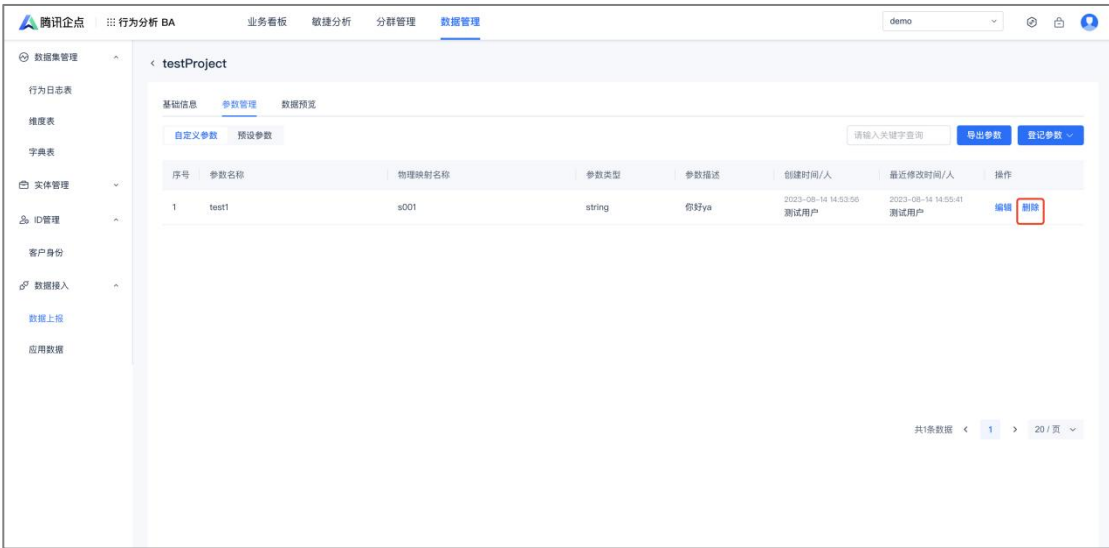 腾讯企点 行为分析 BA 业务看板 敏捷分析 分群管理 数据管理 demo
数据集管理
行为日志表
维度表
字典表
实体管理
ID管理
客户身份
数据接入
数据上报
应用数据
testProject
基础信息 参数管理 数据预览
自定义参数 预设参数 请输入关键字查询 导出参数 登记参数
序号 参数名称 物理映射名称 参数类型 参数描述 创建时间/人 最近修改时间/人 操作
1 test1 s001 string 你好ya 2023-08-14 14:53:56 2023-08-14 14:55:41 编辑 删除
测试用户 测试用户
共1条数据 1 20 / 页